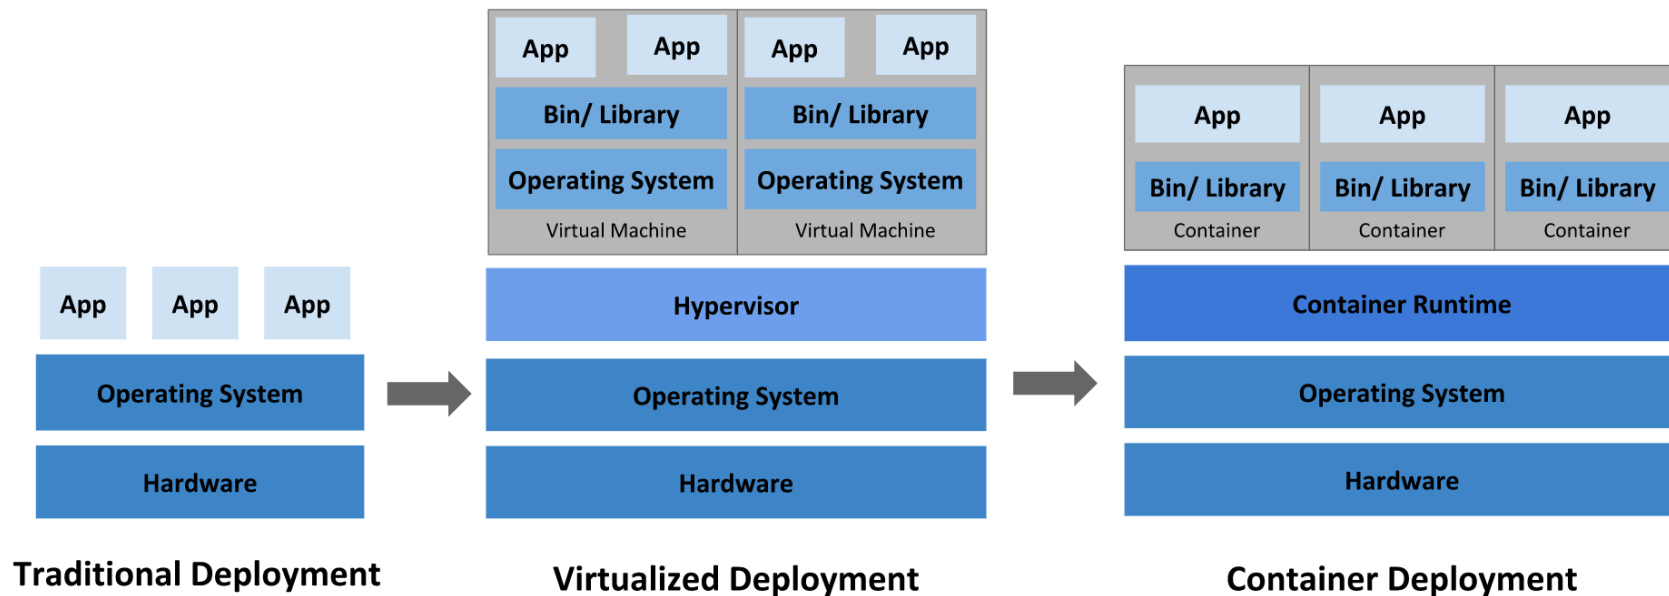 App
App
App
Operating System
Hardware
Traditional Deployment
App
App
Bin/ Library
Operating System
Virtual Machine
App
App
Bin/ Library
Operating System
Virtual Machine
Hypervisor
Operating System
Hardware
Virtualized Deployment
App
Bin/ Library
Container
App
Bin/ Library
Container
App
Bin/ Library
Container
Container Runtime
Operating System
Hardware
Container Deployment